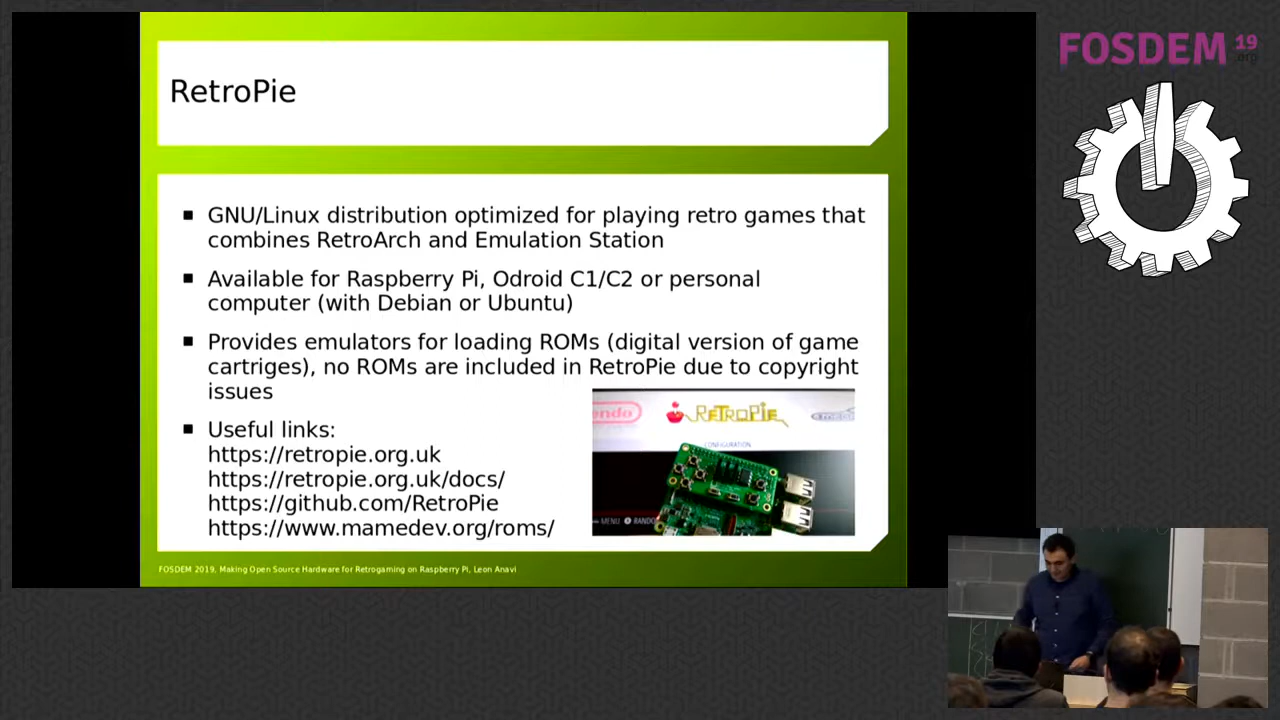 FOSDEM 19
.org
RetroPie
GNU/Linux distribution optimized for playing retro games that
combines RetroArch and Emulation Station
Available for Raspberry Pi, Odroid C1/C2 or personal
computer (with Debian or Ubuntu)
Provides emulators for loading ROMs (digital version of game
cartriges), no ROMs are included in RetroPie due to copyright
issues
Useful links:
https://retropie.org.uk
https://retropie.org.uk/docs/
https://github.com/RetroPie
https://www.mamedev.org/roms/
RETROPIE
CONFIGURATION
MENU
FOSDEM 2019, Making Open Source Hardware for Retrogaming on Raspberry Pi, Leon Anavi